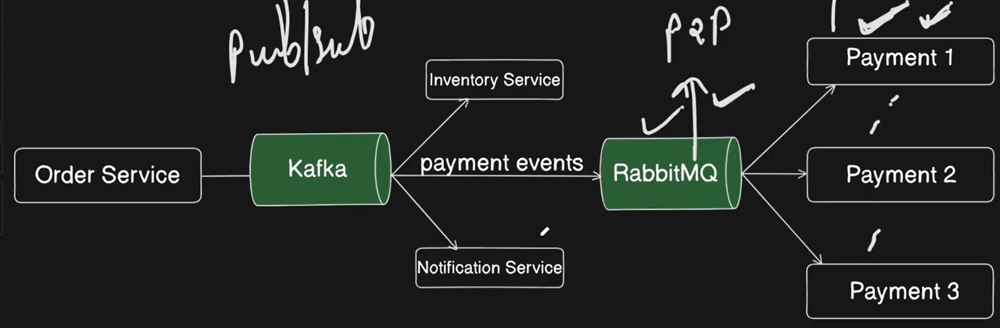 Pub/sub
P2P
Payment 1
Inventory Service
Order Service
Kafka
payment events
RabbitMQ
Payment 2
Notification Service
Payment 3